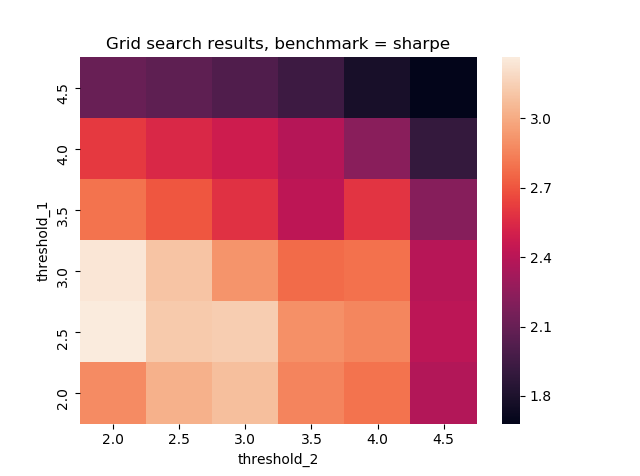 Grid search results, benchmark = sharpe
threshold_1
4.5
4.0
3.5
3.0
2.5
2.0
2.0 2.5 3.0 3.5 4.0 4.5
threshold_2
3.0
2.7
2.4
2.1
1.8